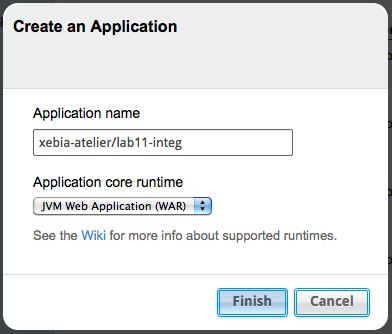 Create an Application
Application name
xebia-atelier/lab11-integ
Application core runtime
JVM Web Application (WAR)
See the Wiki for more info about supported runtimes.
Finish Cancel